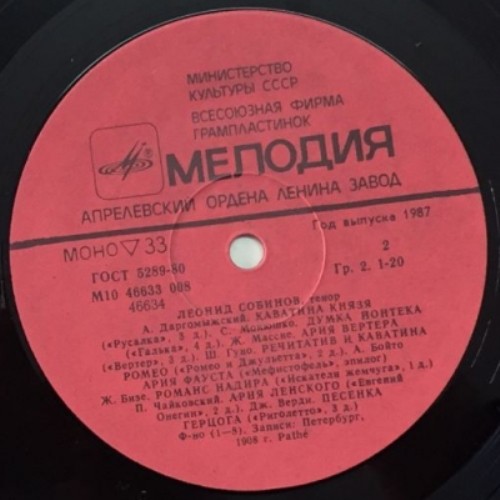 МИНИСТЕРСТВО
КУЛЬТУРЫ СССР
ВСЕСОЮЗНАЯ ФИРМА
ГРАМПЛАСТИНОК
МЕЛОДИЯ
АПРЕЛЕВСКИЙ ОРДЕНА ЛЕНИНА ЗАВОД
МОНО ▽ 33
Год выпуска 1987
ГОСТ 5289-80
2
М10 46633 008
Гр. 2. 1-20
46634
ЛЕОНИД СОБИНОВ, тенор
А. Даргомыжский. КАВАТИНА КНЯЗЯ
(«Русалка», 3 д.). С. Монюшко. ДУМКА ЙОНТЕКА
(«Галька», 4 д.). Ж. Массне. АРИЯ ВЕРТЕРА
(«Вертер», 3 д.). Ш. Гуно. РЕЧИТАТИВ И КАВАТИНА
РОМЕО («Ромео и Джульетта», 2 д.). А. Бойто
АРИЯ ФАУСТА («Мефистофель», эпилог)
Ж. Бизе. РОМАНС НАДИРА («Искатели жемчуга», 1 д.)
П. Чайковский. АРИЯ ЛЕНСКОГО («Евгений
Онегин», 2 д.). Дж. Верди. ПЕСЕНКА
ГЕРЦОГА («Риголетто», 3 д.)
Ф-но (1—8). Записи: Петербург,
1908 г. Pathé